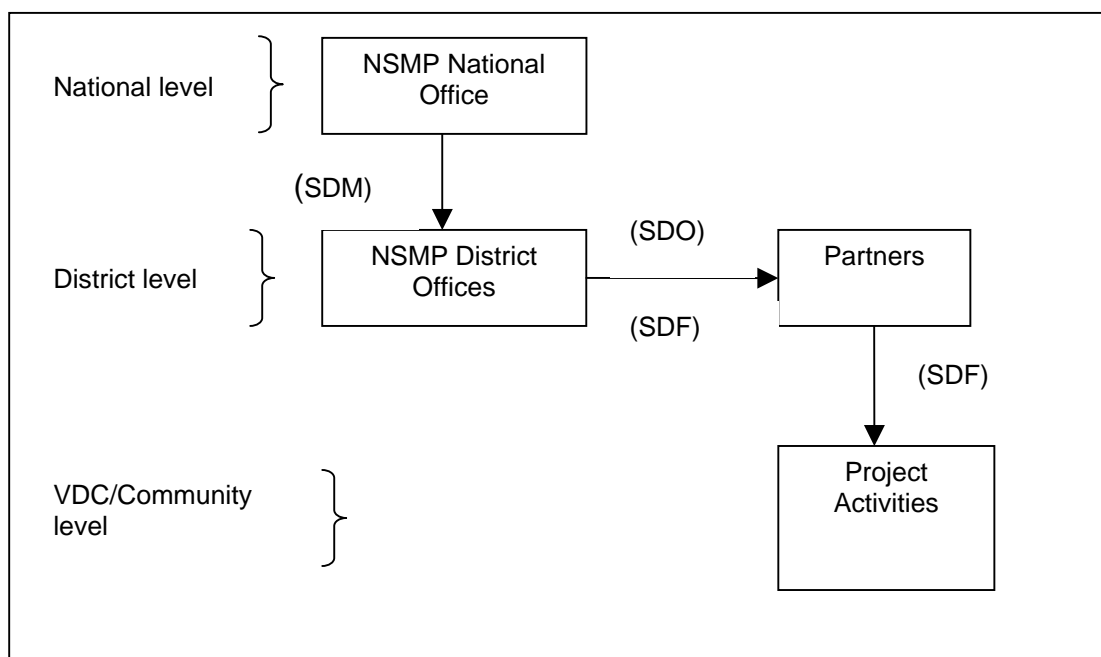 National level
NSMP National
Office
(SDM)
District level
NSMP District
Offices
(SDO)
(SDF)
Partners
(SDF)
VDC/Community
level
Project
Activities